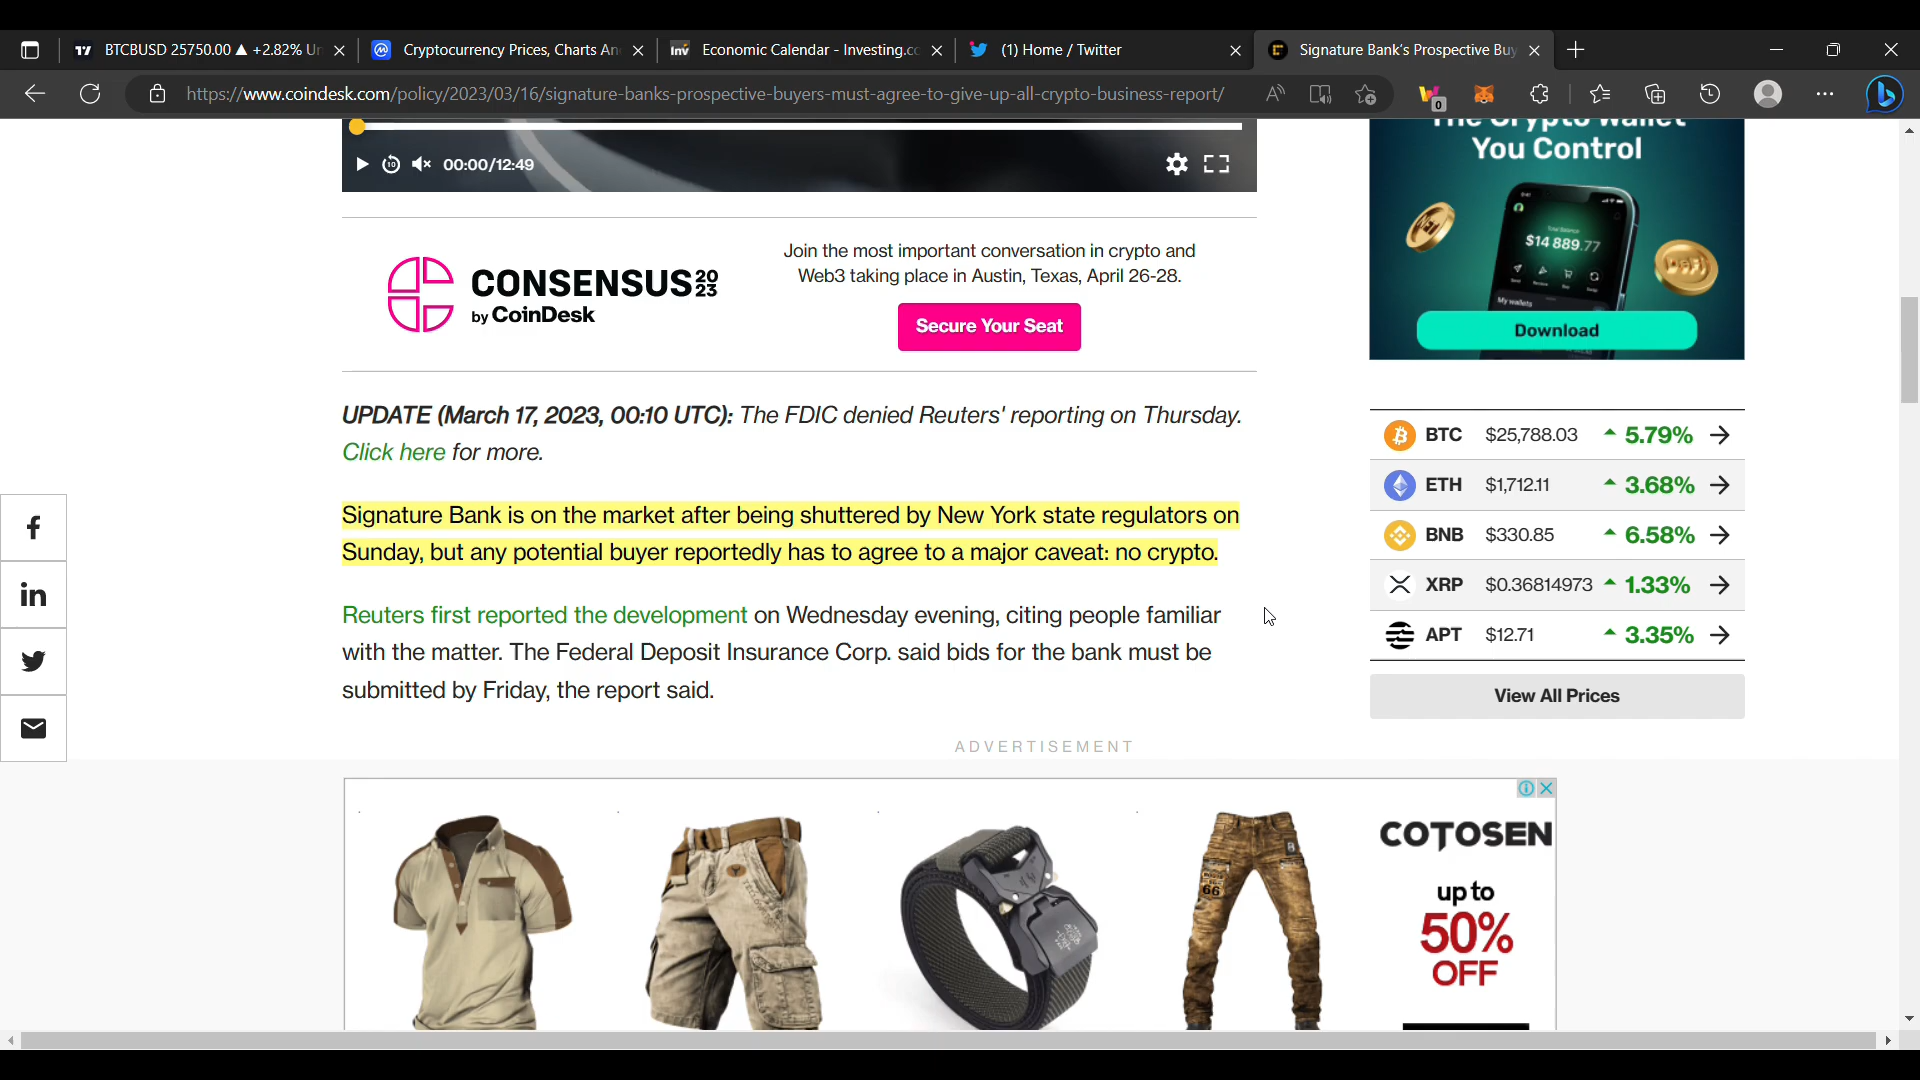 BTCBUSD 25750.00 ▲ +2.82% Un
Cryptocurrency Prices, Charts An
Economic Calendar - Investing.co
(1) Home / Twitter
Signature Bank's Prospective Buy
https://www.coindesk.com/policy/2023/03/16/signature-banks-prospective-buyers-must-agree-to-give-up-all-crypto-business-report/
0
00:00/12:49
CONSENSUS 2023
by CoinDesk
Join the most important conversation in crypto and
Web3 taking place in Austin, Texas, April 26-28.
Secure Your Seat
UPDATE (March 17, 2023, 00:10 UTC): The FDIC denied Reuters' reporting on Thursday.
Click here for more.
Signature Bank is on the market after being shuttered by New York state regulators on
Sunday, but any potential buyer reportedly has to agree to a major caveat: no crypto.
Reuters first reported the development on Wednesday evening, citing people familiar
with the matter. The Federal Deposit Insurance Corp. said bids for the bank must be
submitted by Friday, the report said.
The Crypto Wallet
You Control
Total Balance
$14 889.77
My wallets
Download
BTC $25,788.03 5.79%
ETH $1,712.11 3.68%
BNB $330.85 6.58%
XRP $0.36814973 1.33%
APT $12.71 3.35%
View All Prices
ADVERTISEMENT
COTOSEN
up to
50%
OFF
66